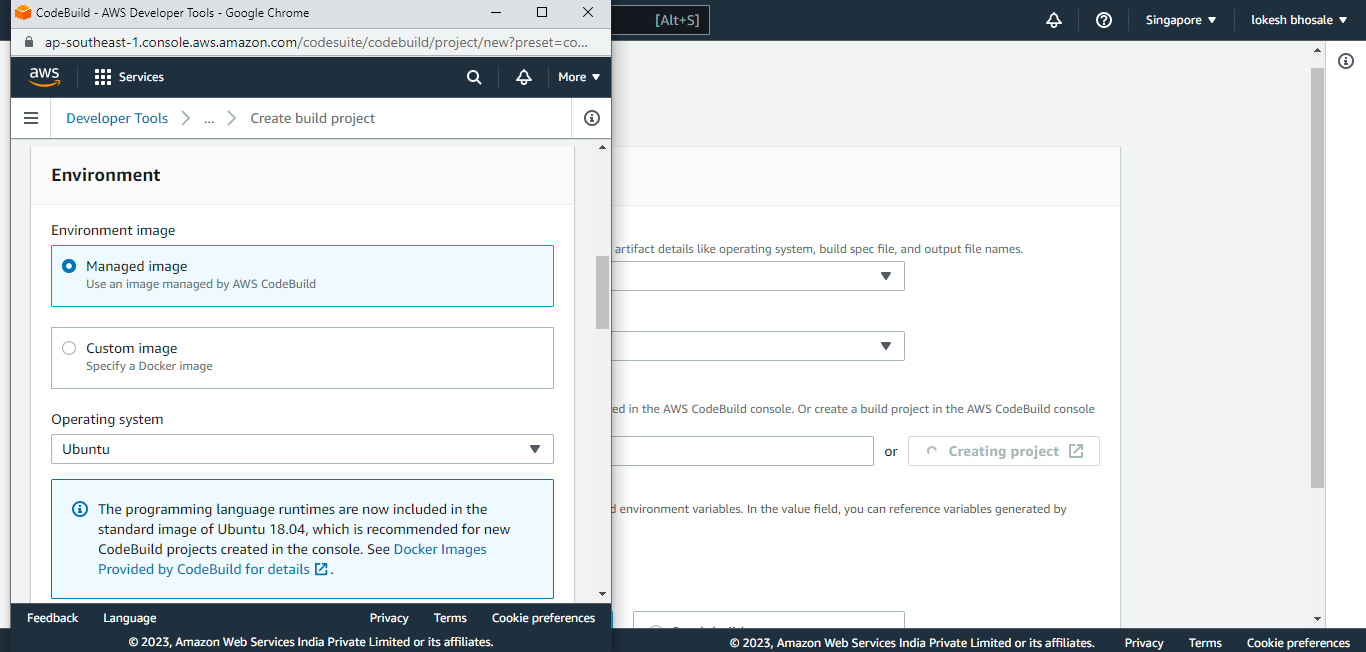 CodeBuild - AWS Developer Tools - Google Chrome
ap-southeast-1.console.aws.amazon.com/codesuite/codebuild/project/new?preset=co...
aws
Services
More
Developer Tools
...
Create build project
Environment
Environment image
Managed image
Use an image managed by AWS CodeBuild
Custom image
Specify a Docker image
Operating system
Ubuntu
The programming language runtimes are now included in the
standard image of Ubuntu 18.04, which is recommended for new
CodeBuild projects created in the console. See Docker Images
Provided by CodeBuild for details .
Feedback
Language
Privacy
Terms
Cookie preferences
© 2023, Amazon Web Services India Private Limited or its affiliates.
[Alt+S]
Singapore
lokesh bhosale
artifact details like operating system, build spec file, and output file names.
ed in the AWS CodeBuild console. Or create a build project in the AWS CodeBuild console
or
Creating project
d environment variables. In the value field, you can reference variables generated by
© 2023, Amazon Web Services India Private Limited or its affiliates.
Privacy
Terms
Cookie preferences